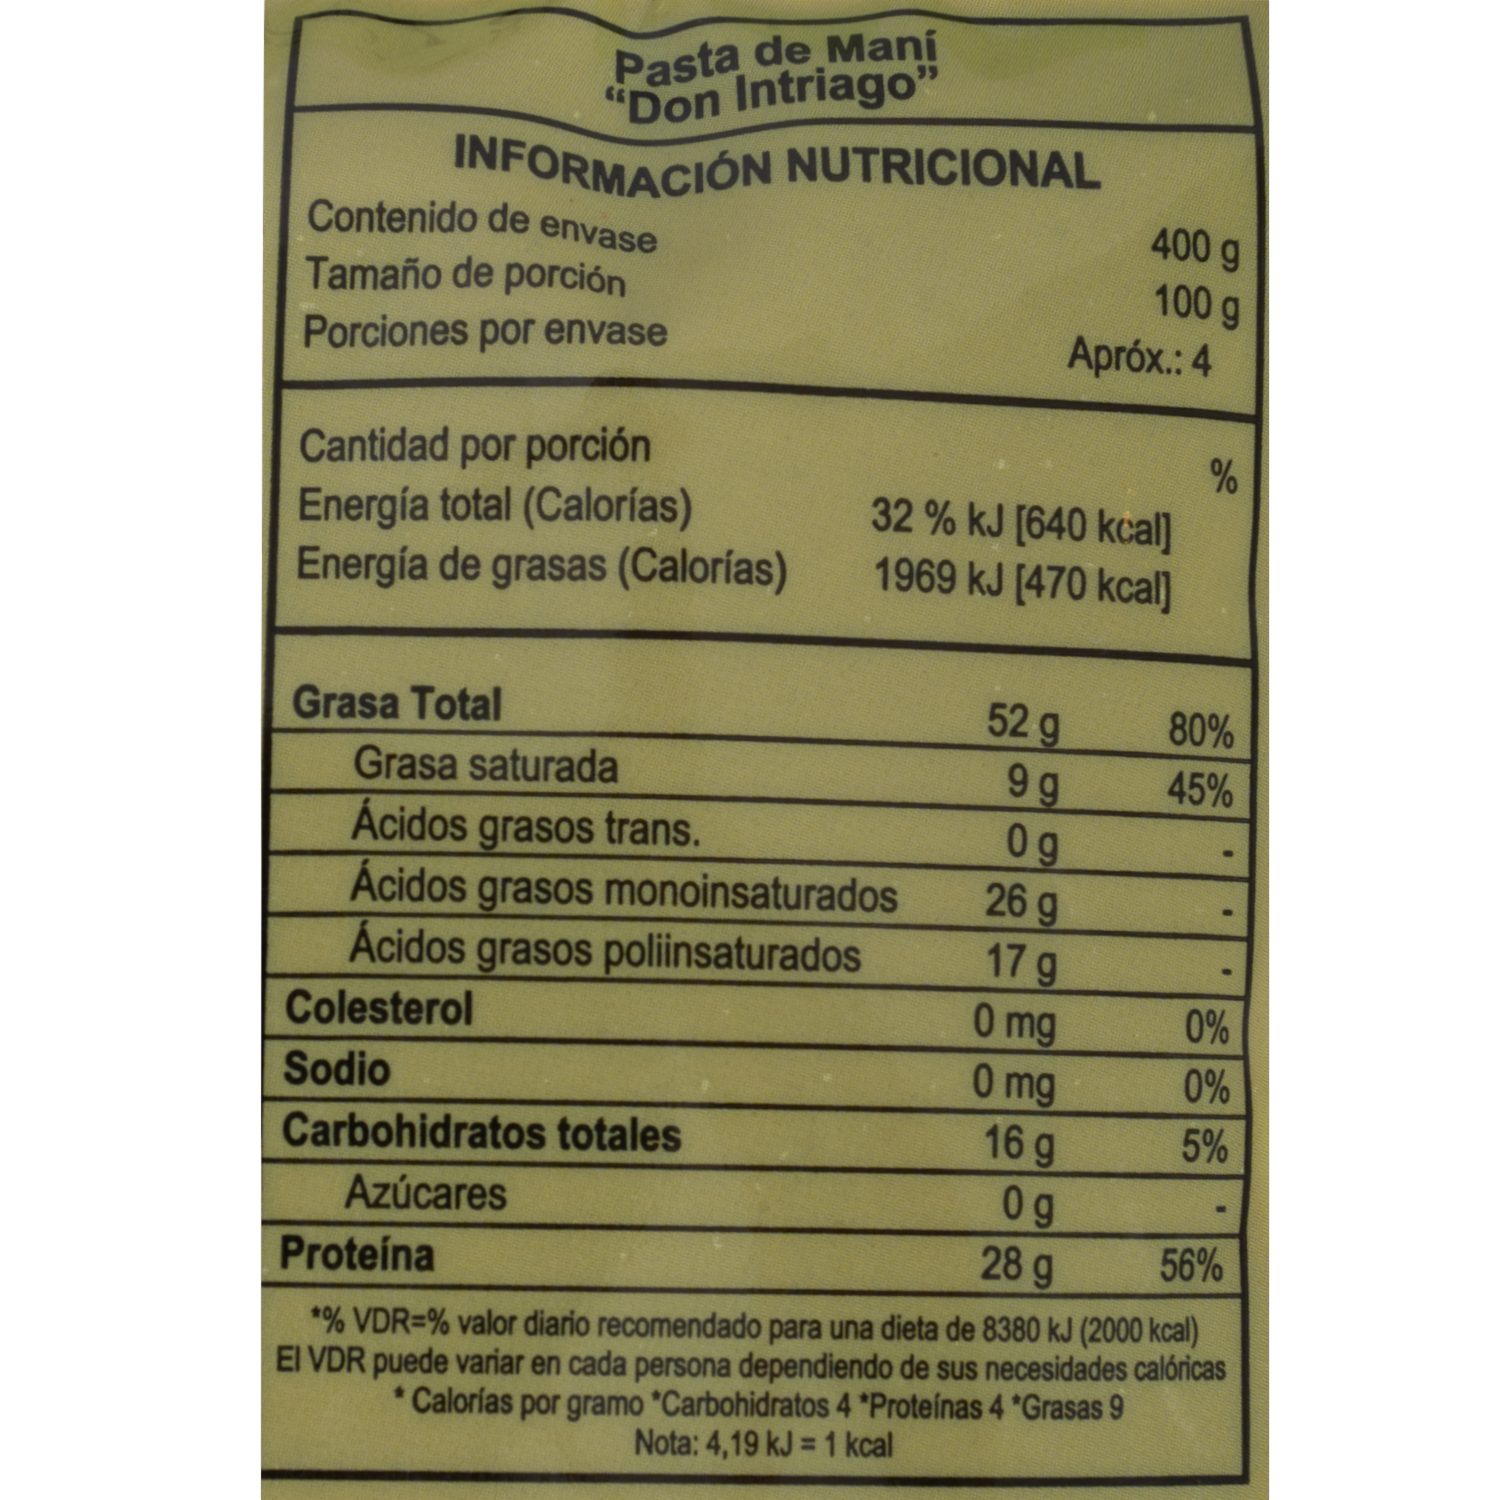 Pasta de Maní
“Don Intriago”
INFORMACIÓN NUTRICIONAL
Contenido de envase 400 g
Tamaño de porción 100 g
Porciones por envase Apróx.: 4
Cantidad por porción %
Energía total (Calorías) 32 % kJ [640 kcal]
Energía de grasas (Calorías) 1969 kJ [470 kcal]
Grasa Total 52 g 80%
Grasa saturada 9 g 45%
Ácidos grasos trans. 0 g -
Ácidos grasos monoinsaturados 26 g -
Ácidos grasos poliinsaturados 17 g -
Colesterol 0 mg 0%
Sodio 0 mg 0%
Carbohidratos totales 16 g 5%
Azúcares 0 g -
Proteína 28 g 56%
*% VDR=% valor diario recomendado para una dieta de 8380 kJ (2000 kcal)
El VDR puede variar en cada persona dependiendo de sus necesidades calóricas
* Calorías por gramo *Carbohidratos 4 *Proteínas 4 *Grasas 9
Nota: 4,19 kJ = 1 kcal